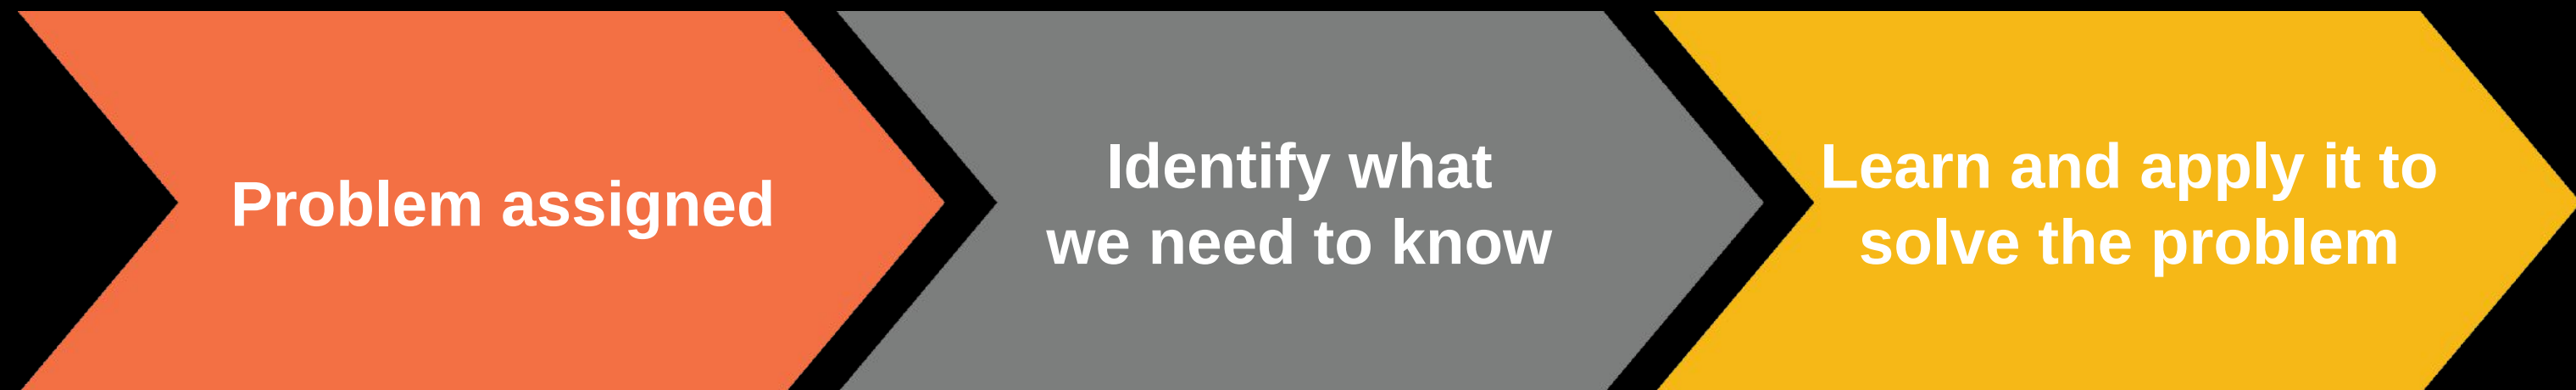 Problem assigned
Identify what
we need to know
Learn and apply it to
solve the problem